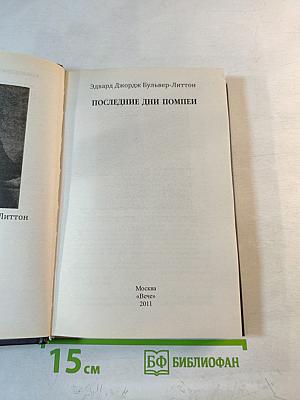 Эдвард Джордж Бульвер-Литтон
ПОСЛЕДНИЕ ДНИ ПОМПЕИ
Литтон
Москва
«Вече»
2011
15 см
БФ БИБЛИОФАН